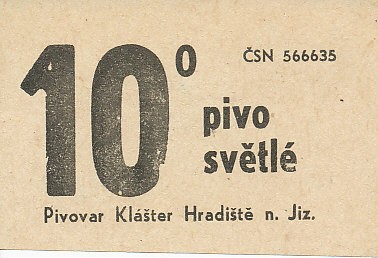 10° ČSN 566635
pivo
světlé
Pivovar Klášter Hradiště n. Jiz.